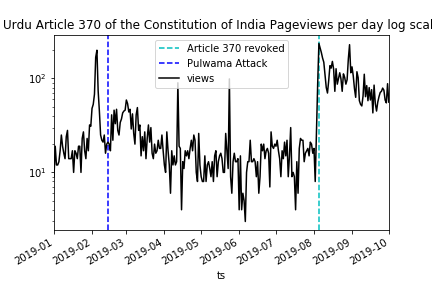 Urdu Article 370 of the Constitution of India Pageviews per day log scal
Article 370 revoked
Pulwama Attack
views
10²
10¹
2019-01 2019-02 2019-03 2019-04 2019-05 2019-06 2019-07 2019-08 2019-09 2019-10
ts